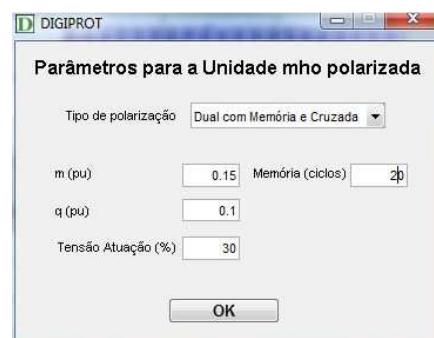 DIGIPROT
Parâmetros para a Unidade mho polarizada
Tipo de polarização Dual com Memória e Cruzada
m (pu) 0.15 Memória (ciclos) 20
q (pu) 0.1
Tensão Atuação (%) 30
OK